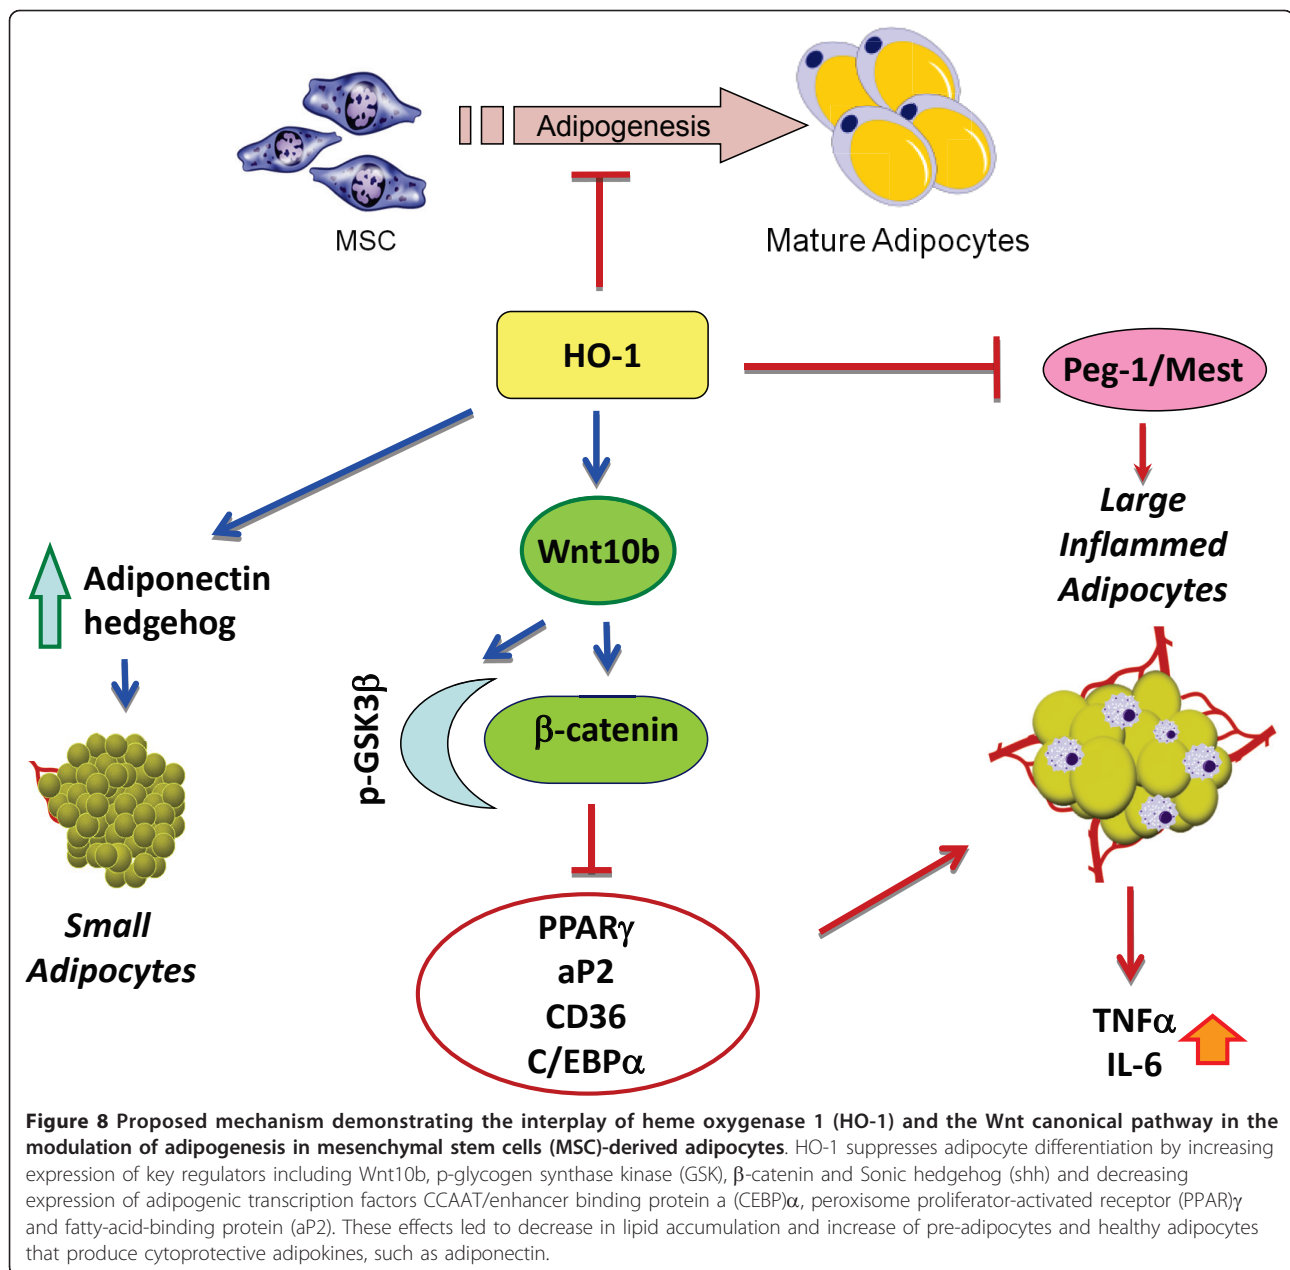 Adipogenesis
MSC
Mature Adipocytes
HO-1
Peg-1/Mest
Large
Inflammed
Adipocytes
Wnt10b
Adiponectin
hedgehog
p-GSK3β
β-catenin
Small
Adipocytes
PPARγ
aP2
CD36
C/EBPα
TNFα
IL-6
Figure 8 Proposed mechanism demonstrating the interplay of heme oxygenase 1 (HO-1) and the Wnt canonical pathway in the
modulation of adipogenesis in mesenchymal stem cells (MSC)-derived adipocytes. HO-1 suppresses adipocyte differentiation by increasing
expression of key regulators including Wnt10b, p-glycogen synthase kinase (GSK), β-catenin and Sonic hedgehog (shh) and decreasing
expression of adipogenic transcription factors CCAAT/enhancer binding protein a (CEBP)α, peroxisome proliferator-activated receptor (PPAR)γ
and fatty-acid-binding protein (aP2). These effects led to decrease in lipid accumulation and increase of pre-adipocytes and healthy adipocytes
that produce cytoprotective adipokines, such as adiponectin.